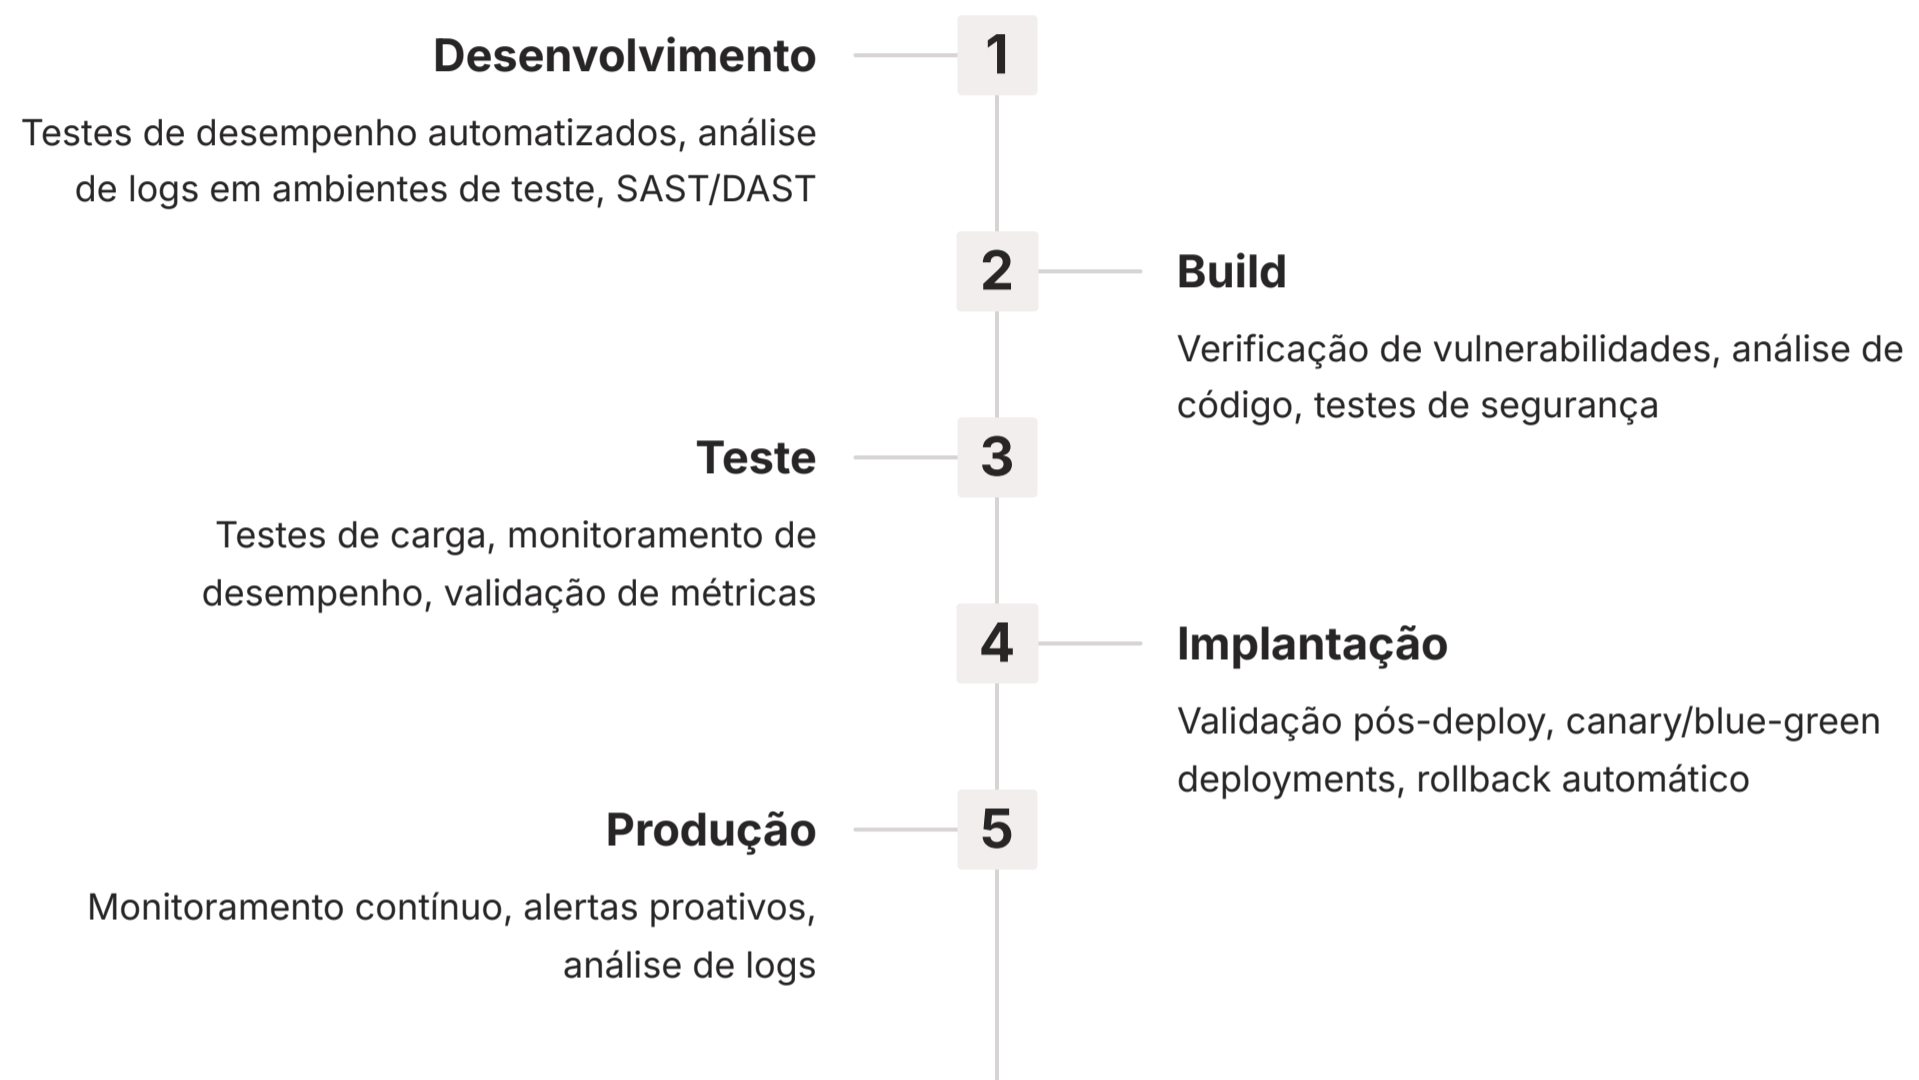 Desenvolvimento
1
Testes de desempenho automatizados, análise
de logs em ambientes de teste, SAST/DAST
2
Build
Verificação de vulnerabilidades, análise de
código, testes de segurança
Teste
3
Testes de carga, monitoramento de
desempenho, validação de métricas
4
Implantação
Validação pós-deploy, canary/blue-green
deployments, rollback automático
Produção
5
Monitoramento contínuo, alertas proativos,
análise de logs